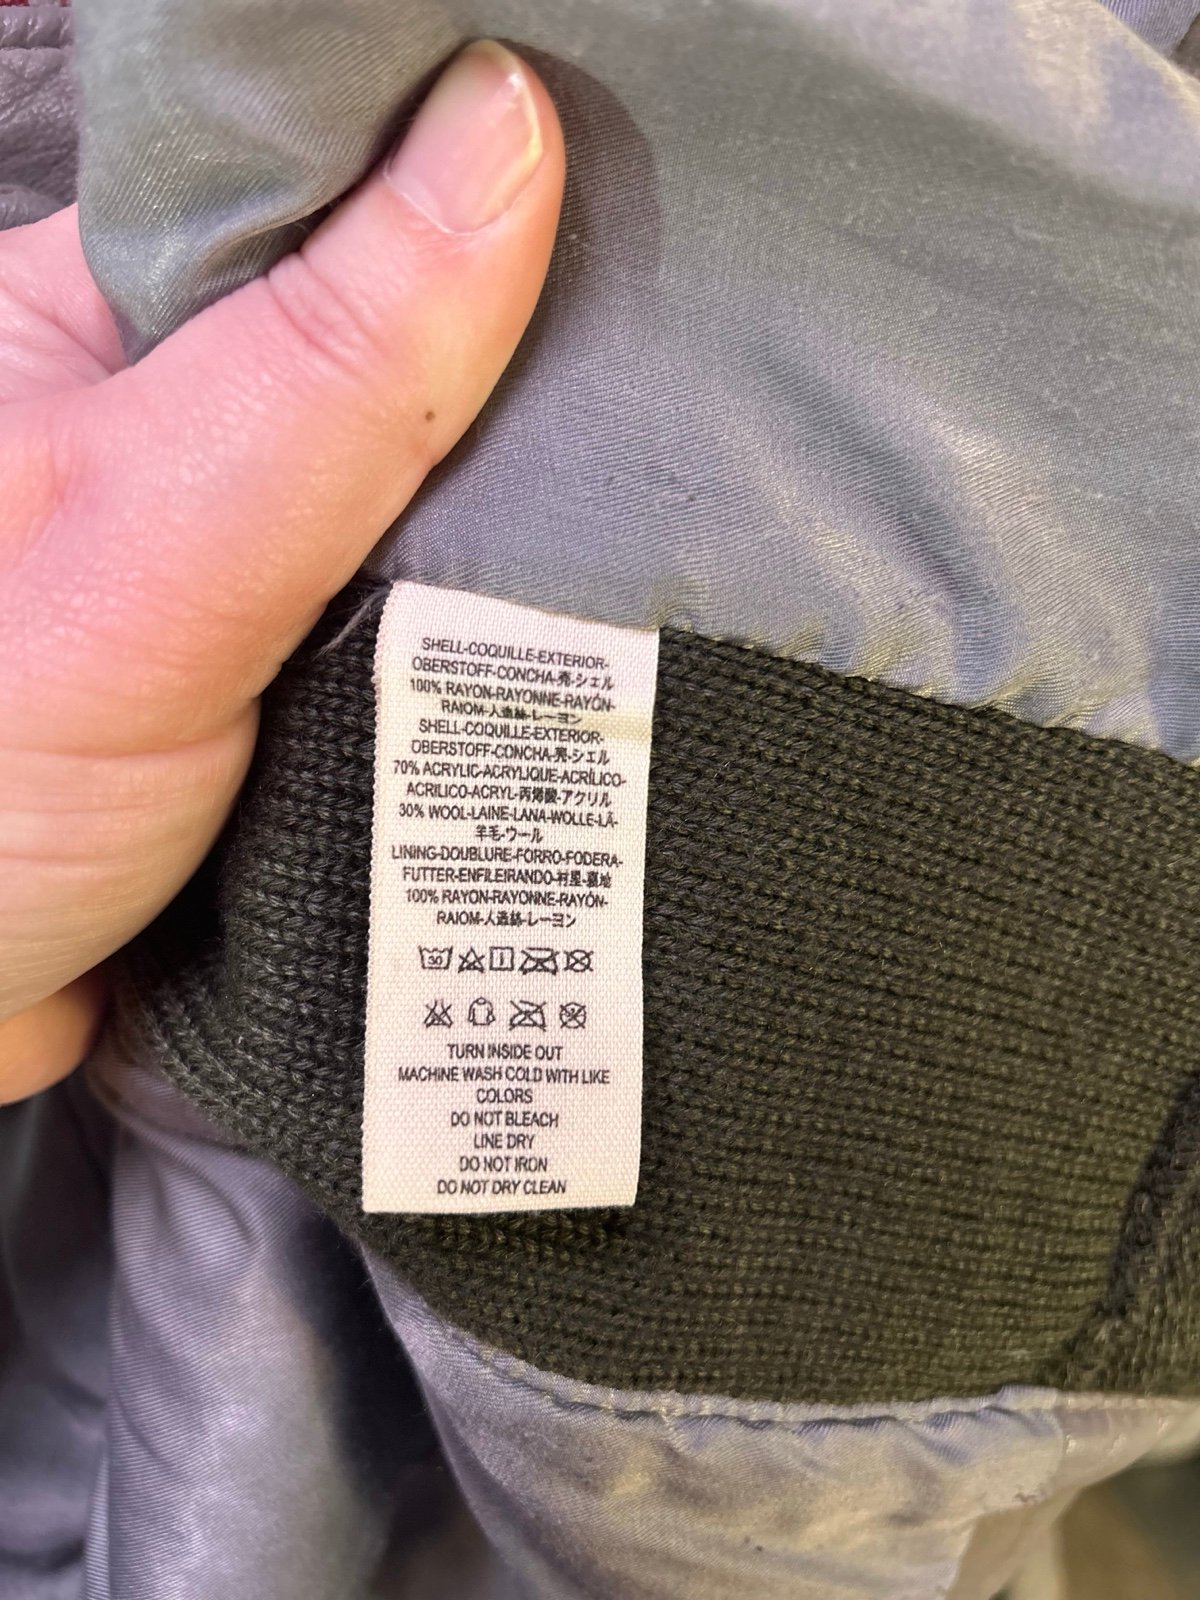 SHELL-COQUILLE-EXTERIOR-
OBERSTOFF-CONCHA-売-シェル
100% RAYON-RAYONNE-RAYÓN-
RAIOM-人造絲-レーヨン
SHELL-COQUILLE-EXTERIOR-
OBERSTOFF-CONCHA-売-シェル
70% ACRYLIC-ACRYLIQUE-ACRÍLICO-
ACRILICO-ACRYL-丙烯酸-アクリル
30% WOOL-LAINE-LANA-WOLLE-LÃ-
羊毛-ウール
LINING-DOUBLURE-FORRO-FODERA-
FUTTER-ENFILEIRANDO-村里-裏地
100% RAYON-RAYONNE-RAYÓN-
RAIOM-人造絲-レーヨン
30
TURN INSIDE OUT
MACHINE WASH COLD WITH LIKE
COLORS
DO NOT BLEACH
LINE DRY
DO NOT IRON
DO NOT DRY CLEAN